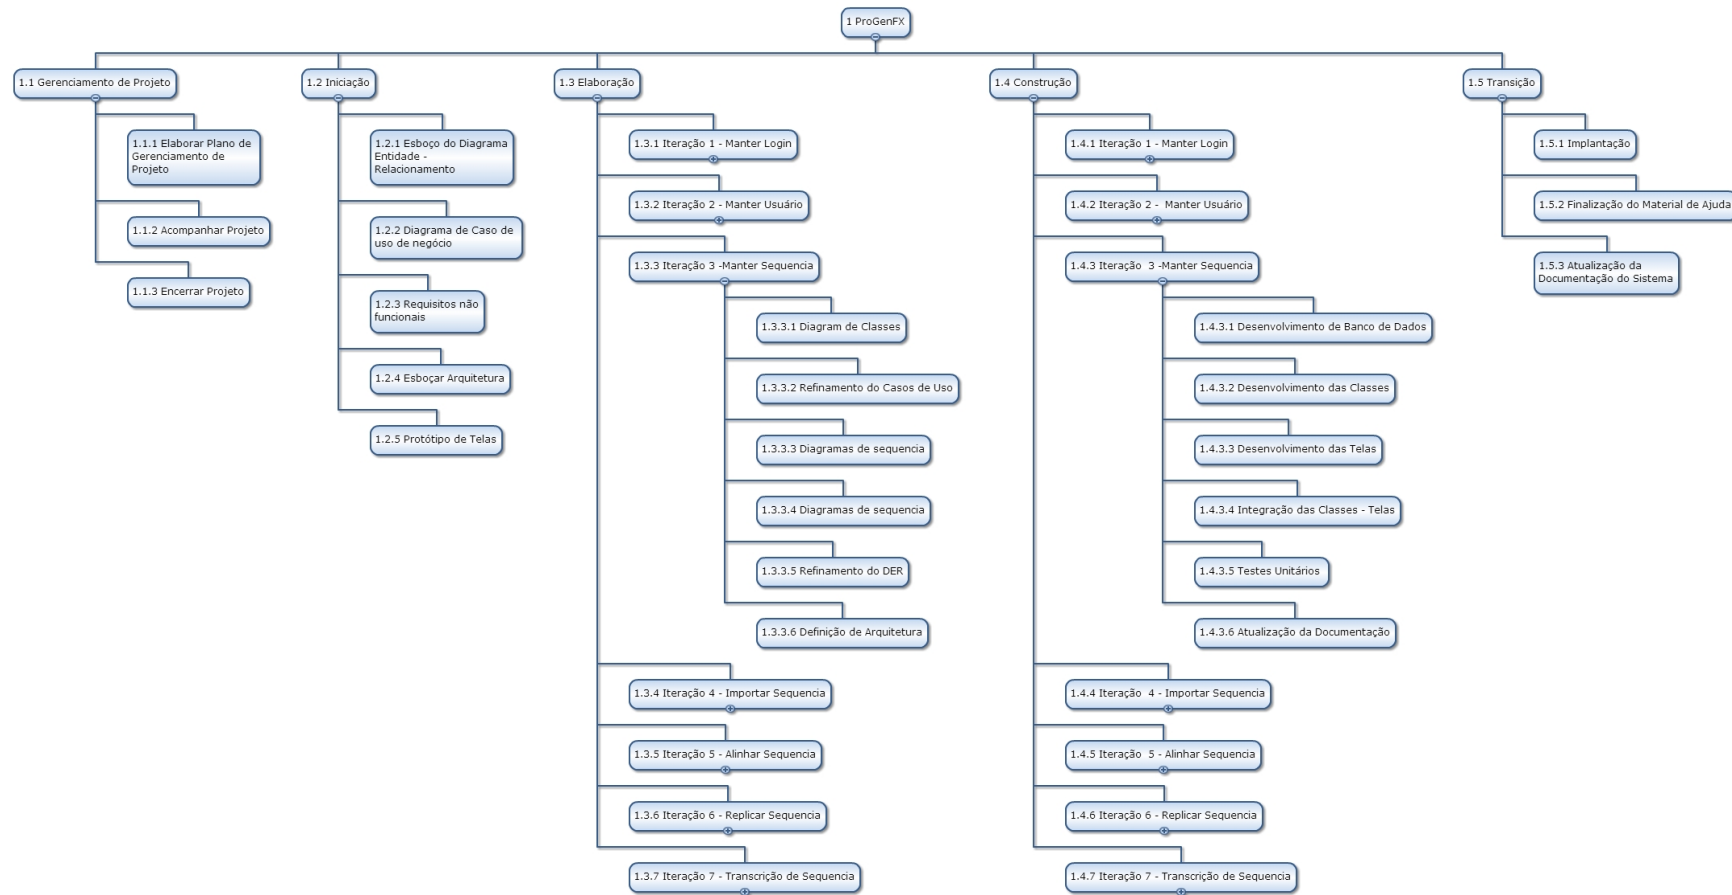 1 ProGenFX
1.1 Gerenciamento de Projeto
1.1.1 Elaborar Plano de
Gerenciamento de
Projeto
1.1.2 Acompanhar Projeto
1.1.3 Encerrar Projeto
1.2 Iniciação
1.2.1 Esboço do Diagrama
Entidade -
Relacionamento
1.2.2 Diagrama de Caso de
uso de negócio
1.2.3 Requisitos não
funcionais
1.2.4 Esboçar Arquitetura
1.2.5 Protótipo de Telas
1.3 Elaboração
1.3.1 Iteração 1 - Manter Login
1.3.2 Iteração 2 - Manter Usuário
1.3.3 Iteração 3 -Manter Sequencia
1.3.3.1 Diagram de Classes
1.3.3.2 Refinamento do Casos de Uso
1.3.3.3 Diagramas de sequencia
1.3.3.4 Diagramas de sequencia
1.3.3.5 Refinamento do DER
1.3.3.6 Definição de Arquitetura
1.3.4 Iteração 4 - Importar Sequencia
1.3.5 Iteração 5 - Alinhar Sequencia
1.3.6 Iteração 6 - Replicar Sequencia
1.3.7 Iteração 7 - Transcrição de Sequencia
1.4 Construção
1.4.1 Iteração 1 - Manter Login
1.4.2 Iteração 2 -  Manter Usuário
1.4.3 Iteração  3 -Manter Sequencia
1.4.3.1 Desenvolvimento de Banco de Dados
1.4.3.2 Desenvolvimento das Classes
1.4.3.3 Desenvolvimento das Telas
1.4.3.4 Integração das Classes - Telas
1.4.3.5 Testes Unitários
1.4.3.6 Atualização da Documentação
1.4.4 Iteração  4 - Importar Sequencia
1.4.5 Iteração  5 - Alinhar Sequencia
1.4.6 Iteração 6 - Replicar Sequencia
1.4.7 Iteração 7 - Transcrição de Sequencia
1.5 Transição
1.5.1 Implantação
1.5.2 Finalização do Material de Ajuda
1.5.3 Atualização da
Documentação do Sistema